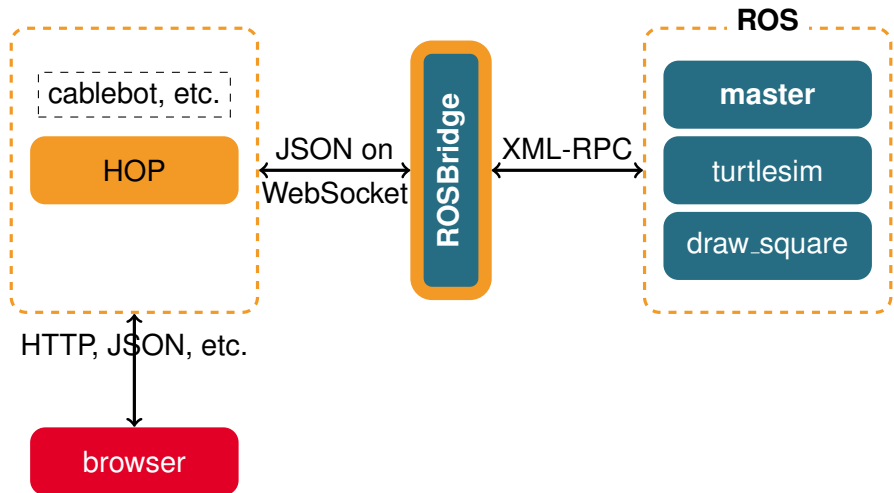 cablebot, etc.
HOP
JSON on
WebSocket
ROSBridge
XML-RPC
ROS
master
turtlesim
draw_square
HTTP, JSON, etc.
browser